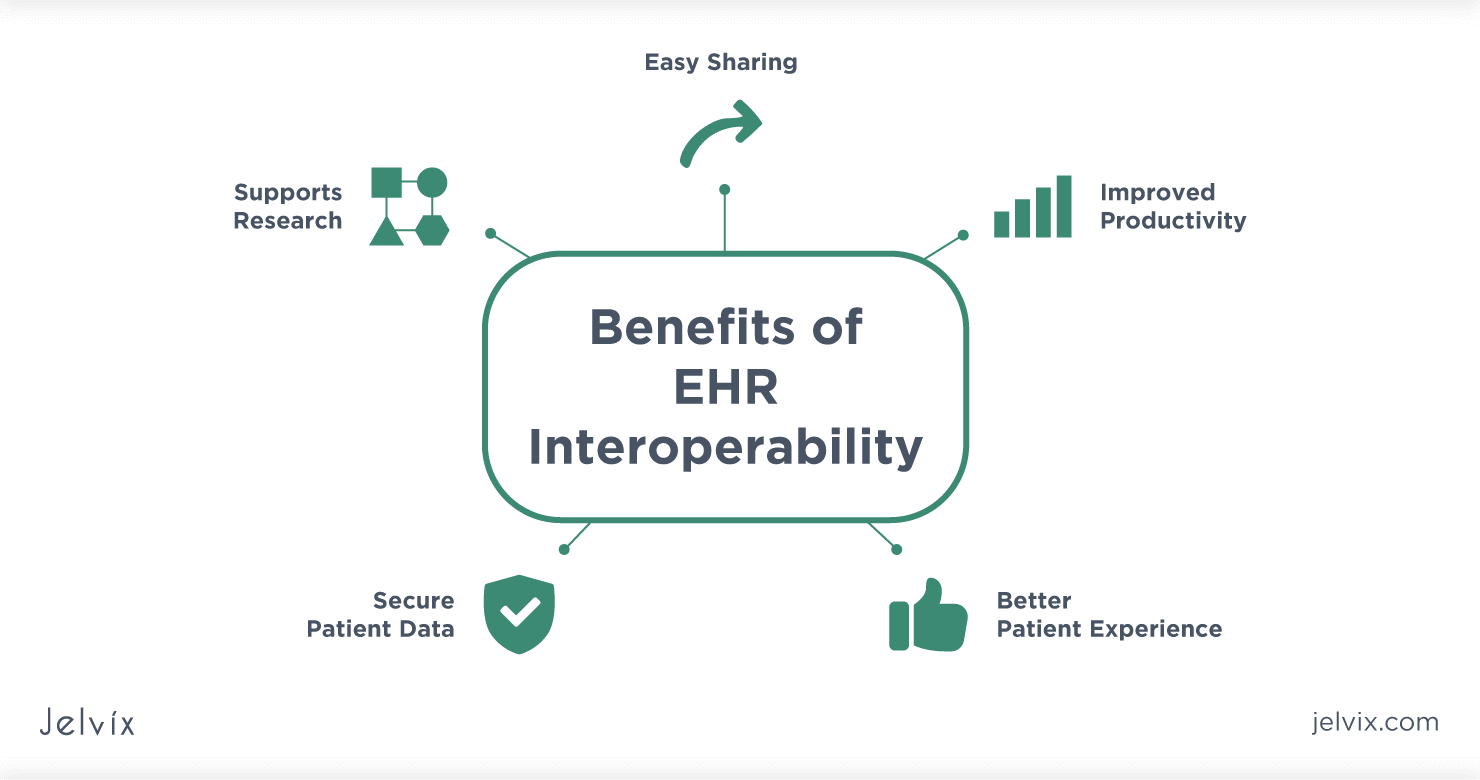 Easy Sharing
Supports
Research
Improved
Productivity
Benefits of
EHR
Interoperability
Secure
Patient Data
Better
Patient Experience
Jelvíx
jelvix.com